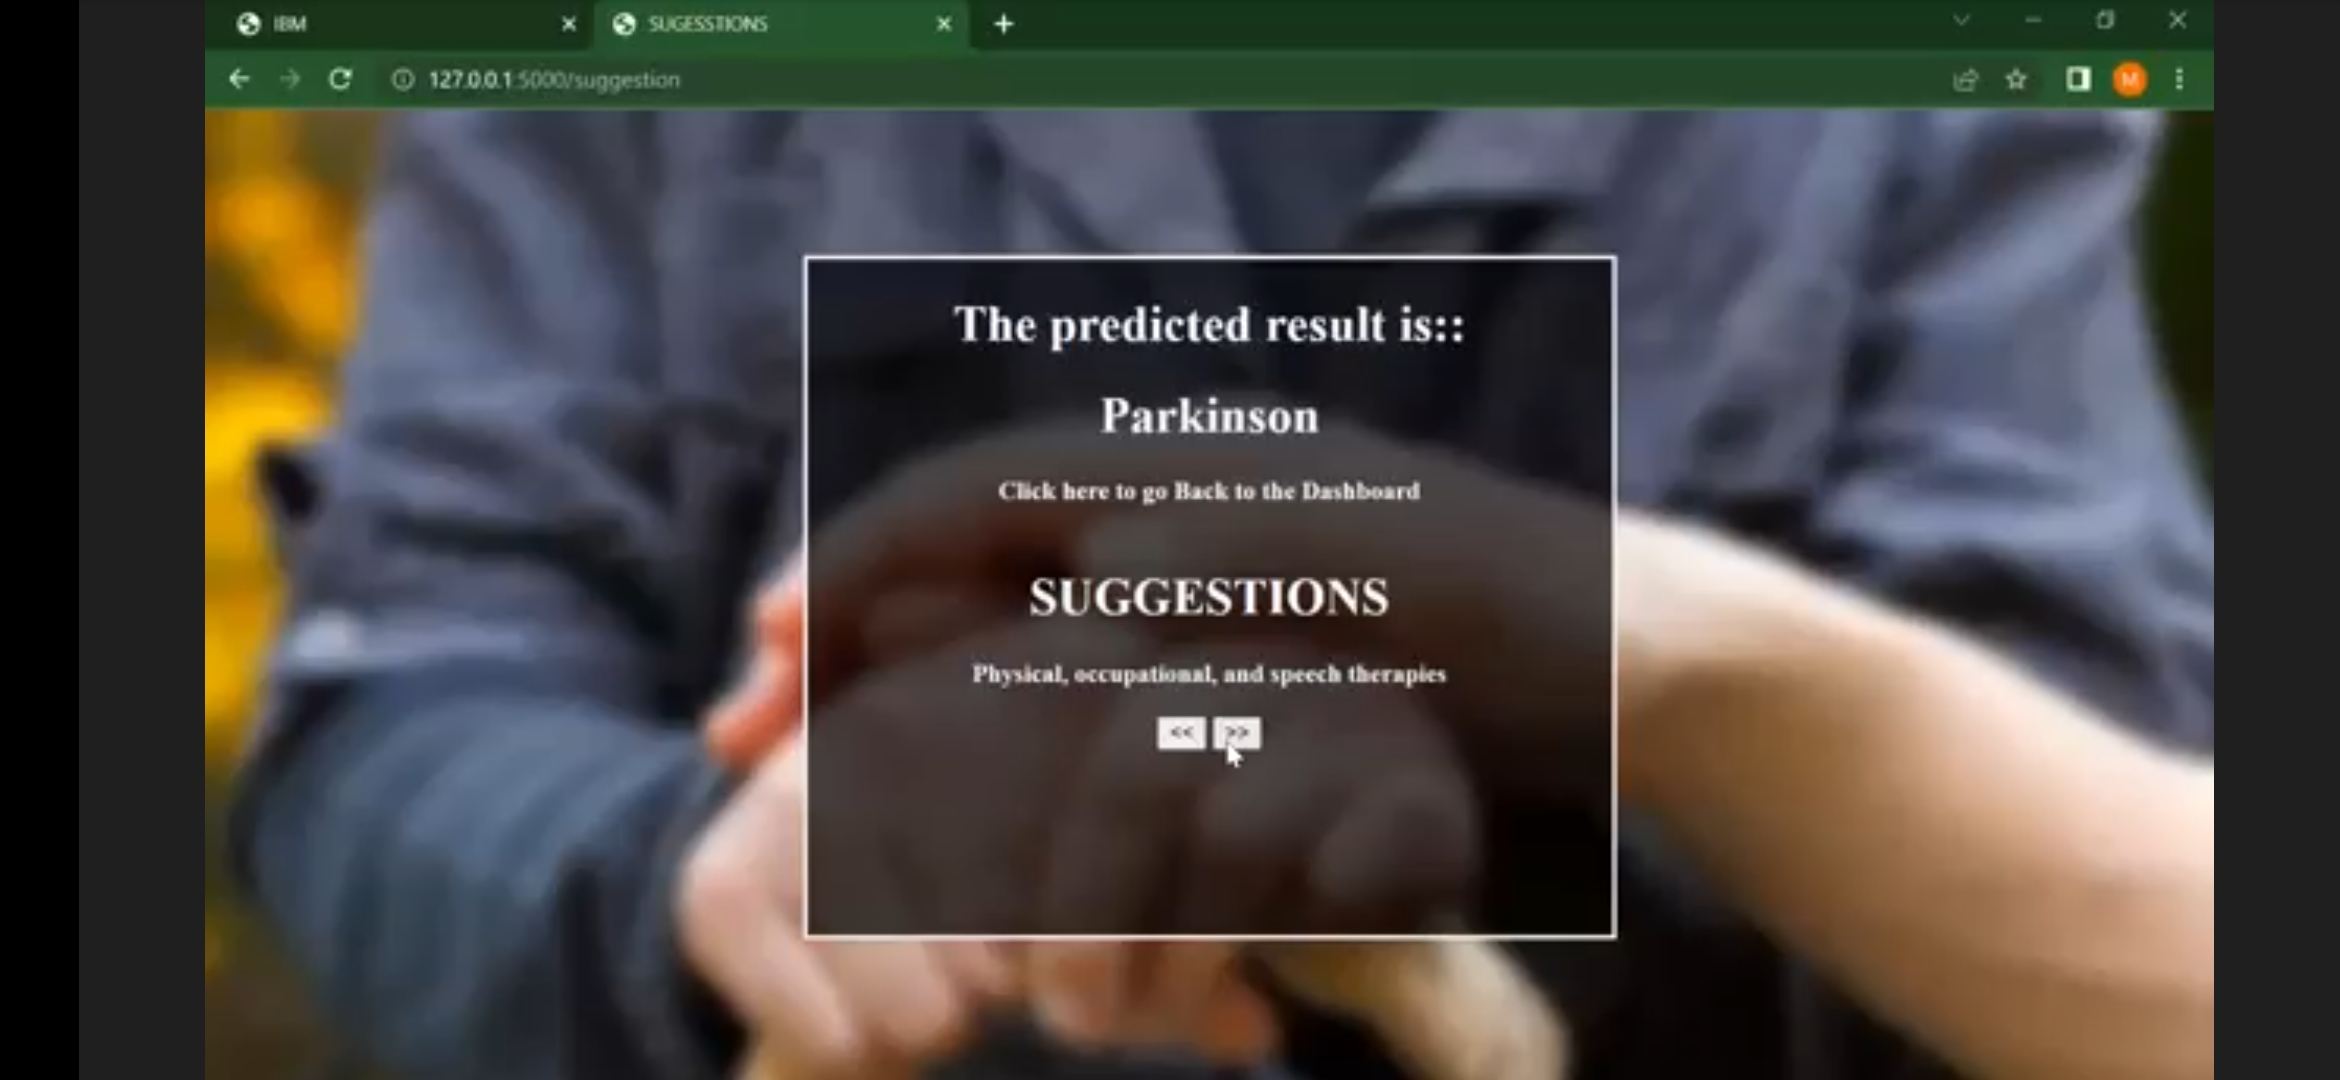 IBM
SUGESSTIONS
127.0.0.1:5000/suggestion
M
The predicted result is::
Parkinson
Click here to go Back to the Dashboard
SUGGESTIONS
Physical, occupational, and speech therapies
<< >>